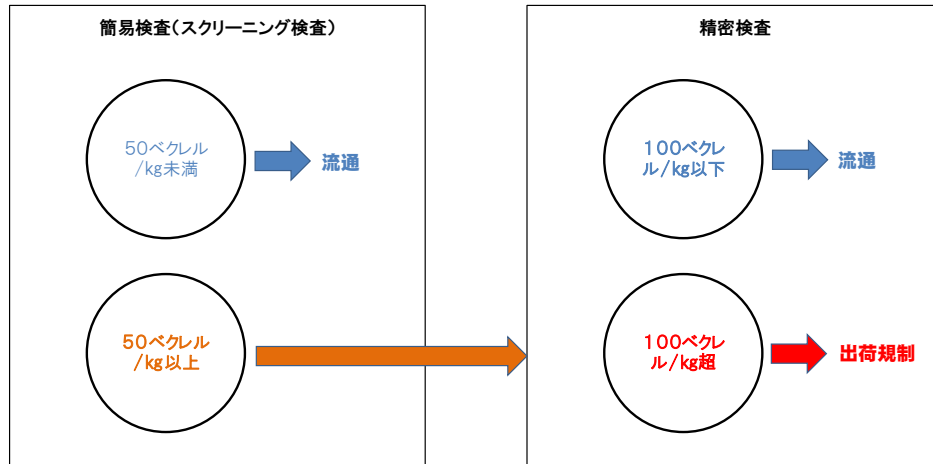 簡易検査(スクリーニング検査)
50ベクレル
/kg未満
流通
50ベクレル
/kg以上
精密検査
100ベクレ
ル/kg以下
流通
100ベクレ
ル/kg超
出荷規制